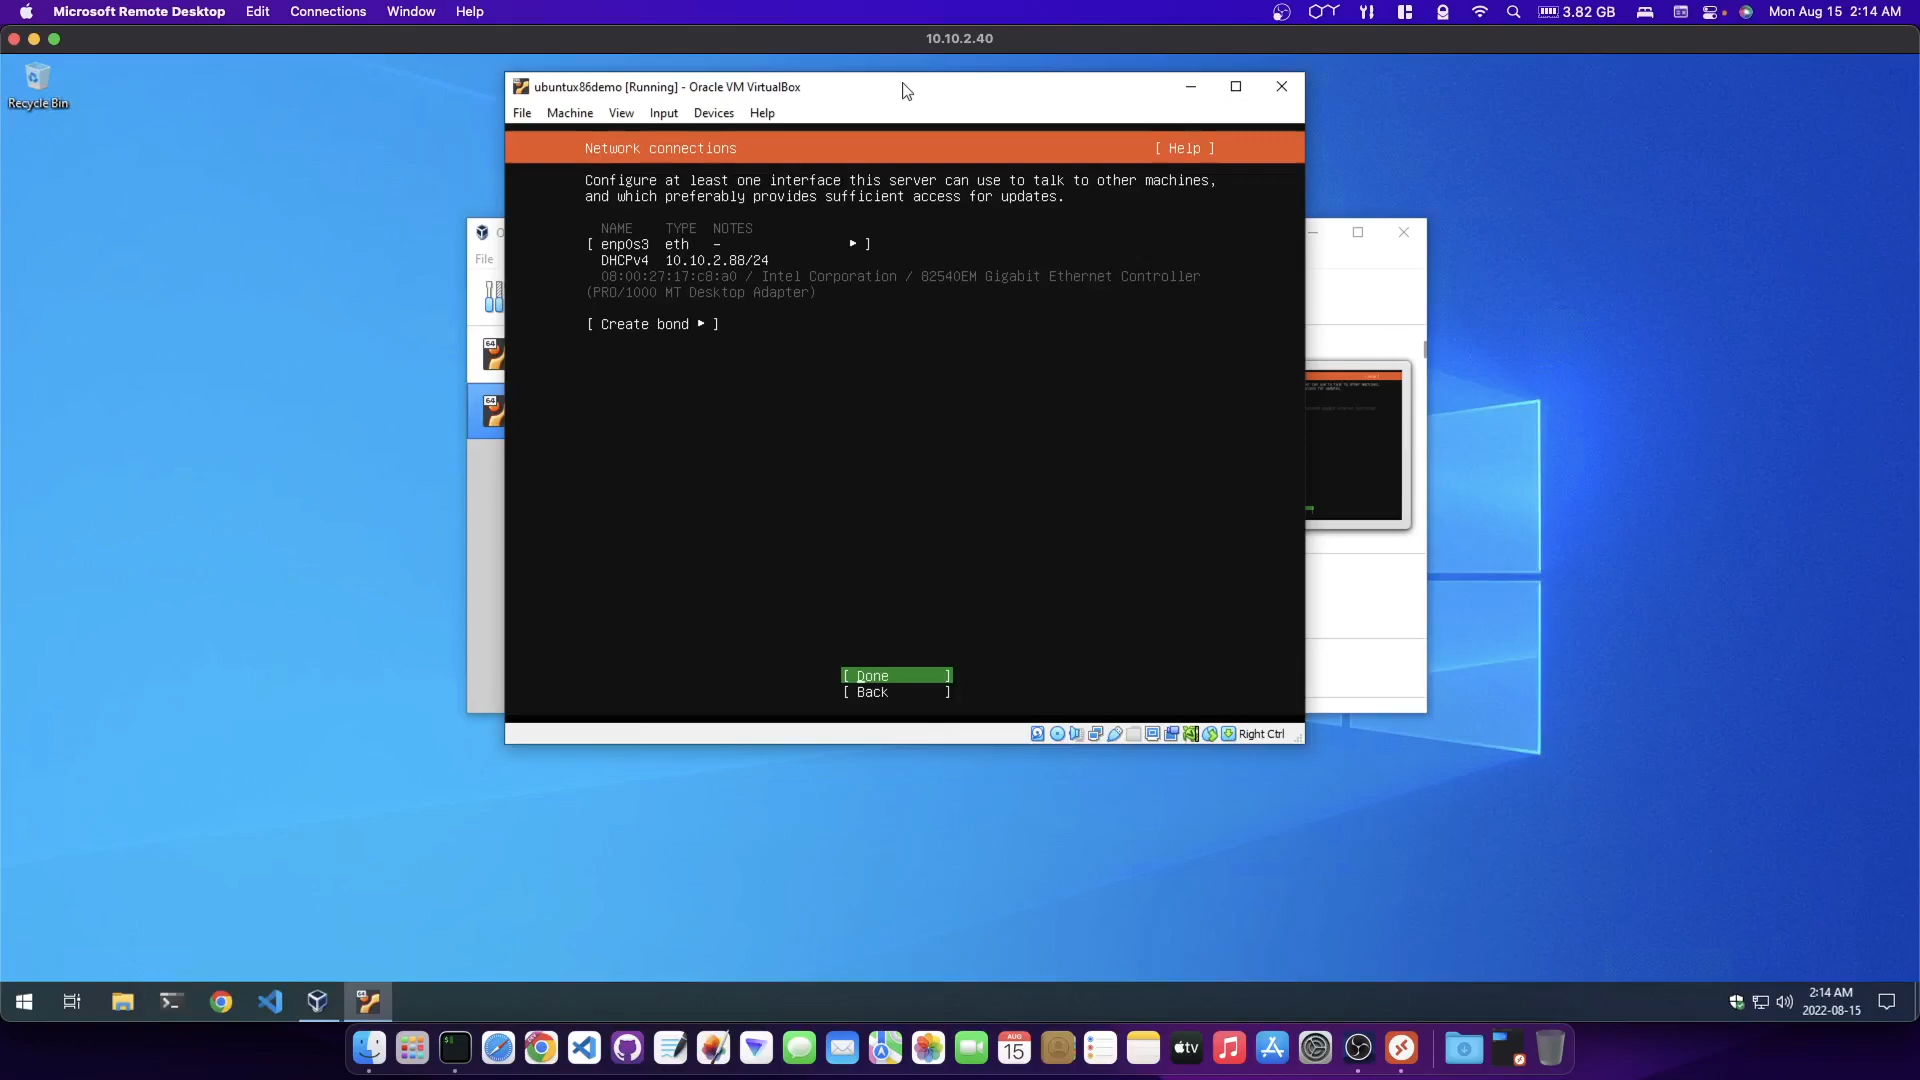 Microsoft Remote Desktop Edit Connections Window Help 3.82 GB Mon Aug 15 2:14 AM
10.10.2.40
Recycle Bin
ubuntux86demo [Running] - Oracle VM VirtualBox
File Machine View Input Devices Help
Network connections [ Help ]
Configure at least one interface this server can use to talk to other machines,
and which preferably provides sufficient access for updates.
NAME TYPE NOTES
[ enp0s3 eth - ▸ ]
DHCPv4 10.10.2.88/24
08:00:27:17:c8:a0 / Intel Corporation / 82540EM Gigabit Ethernet Controller
(PRO/1000 MT Desktop Adapter)
[ Create bond ▸ ]
[ Done ]
[ Back ]
Right Ctrl
File
64
64
2:14 AM
2022-08-15
AUG
15
tv